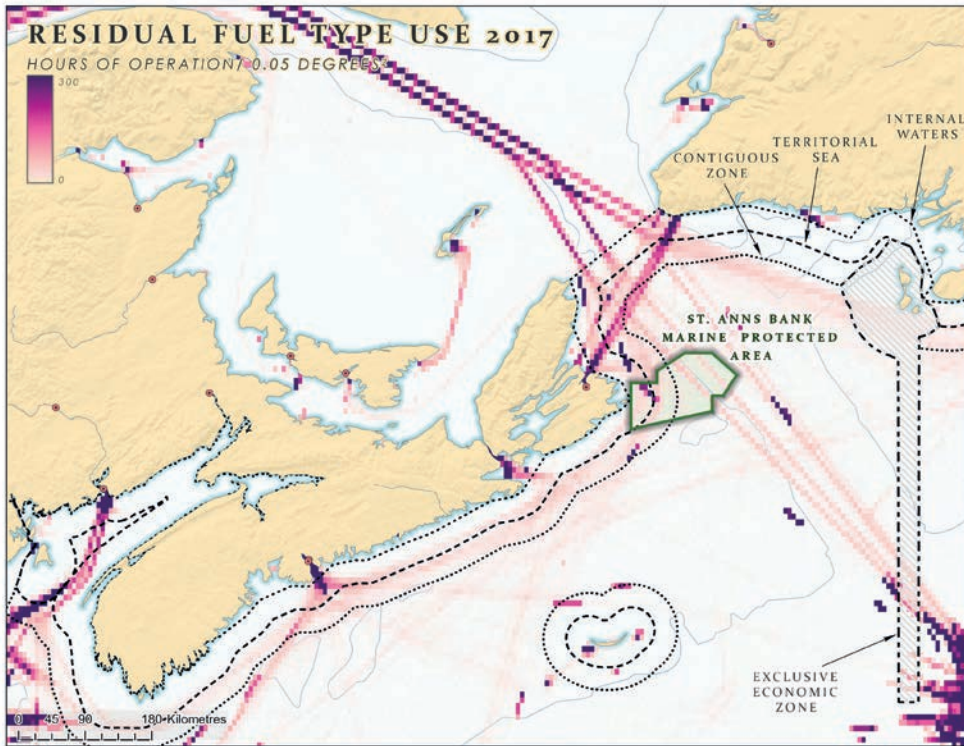 RESIDUAL FUEL TYPE USE 2017
HOURS OF OPERATION / 0.05 DEGREES²
300
0
INTERNAL
WATERS
TERRITORIAL
SEA
CONTIGUOUS
ZONE
ST. ANNS BANK
MARINE PROTECTED
AREA
EXCLUSIVE
ECONOMIC
ZONE
0 45 90 180 Kilometres